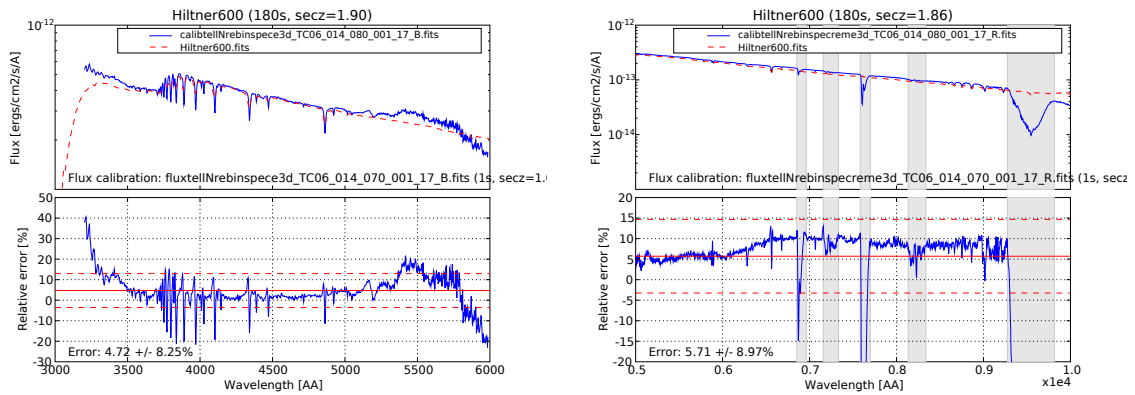 Hiltner600 (180s, secz=1.90)
10^-12
Flux [ergs/cm2/s/A]
calibtellNrebinspece3d_TC06_014_080_001_17_B.fits
Hiltner600.fits
Flux calibration: fluxtellNrebinspece3d_TC06_014_070_001_17_B.fits (1s, secz=1.
50
40
30
20
10
0
10
20
30
Relative error [%]
Error: 4.72 +/- 8.25%
3000 3500 4000 4500 5000 5500 6000
Wavelength [AA]
Hiltner600 (180s, secz=1.86)
10^-12
10^-13
10^-14
Flux [ergs/cm2/s/A]
calibtellNrebinspecreme3d_TC06_014_080_001_17_R.fits
Hiltner600.fits
Flux calibration: fluxtellNrebinspecreme3d_TC06_014_070_001_17_R.fits (1s, secz
20
15
10
5
0
5
10
15
20
Relative error [%]
Error: 5.71 +/- 8.97%
0.5 0.6 0.7 0.8 0.9 1.0
x1e4
Wavelength [AA]